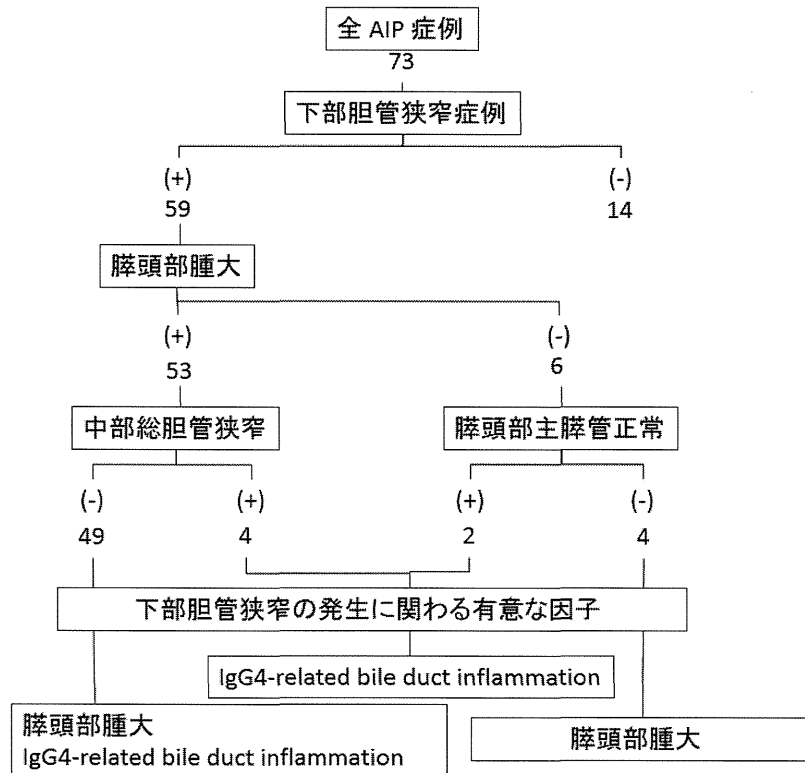 全 AIP 症例
73
下部胆管狭窄症例
(+)
(-)
59
14
膵頭部腫大
(+)
(-)
53
6
中部総胆管狭窄
膵頭部主膵管正常
(-)
(+)
(+)
(-)
49
4
2
4
下部胆管狭窄の発生に関わる有意な因子
IgG4-related bile duct inflammation
膵頭部腫大
IgG4-related bile duct inflammation
膵頭部腫大